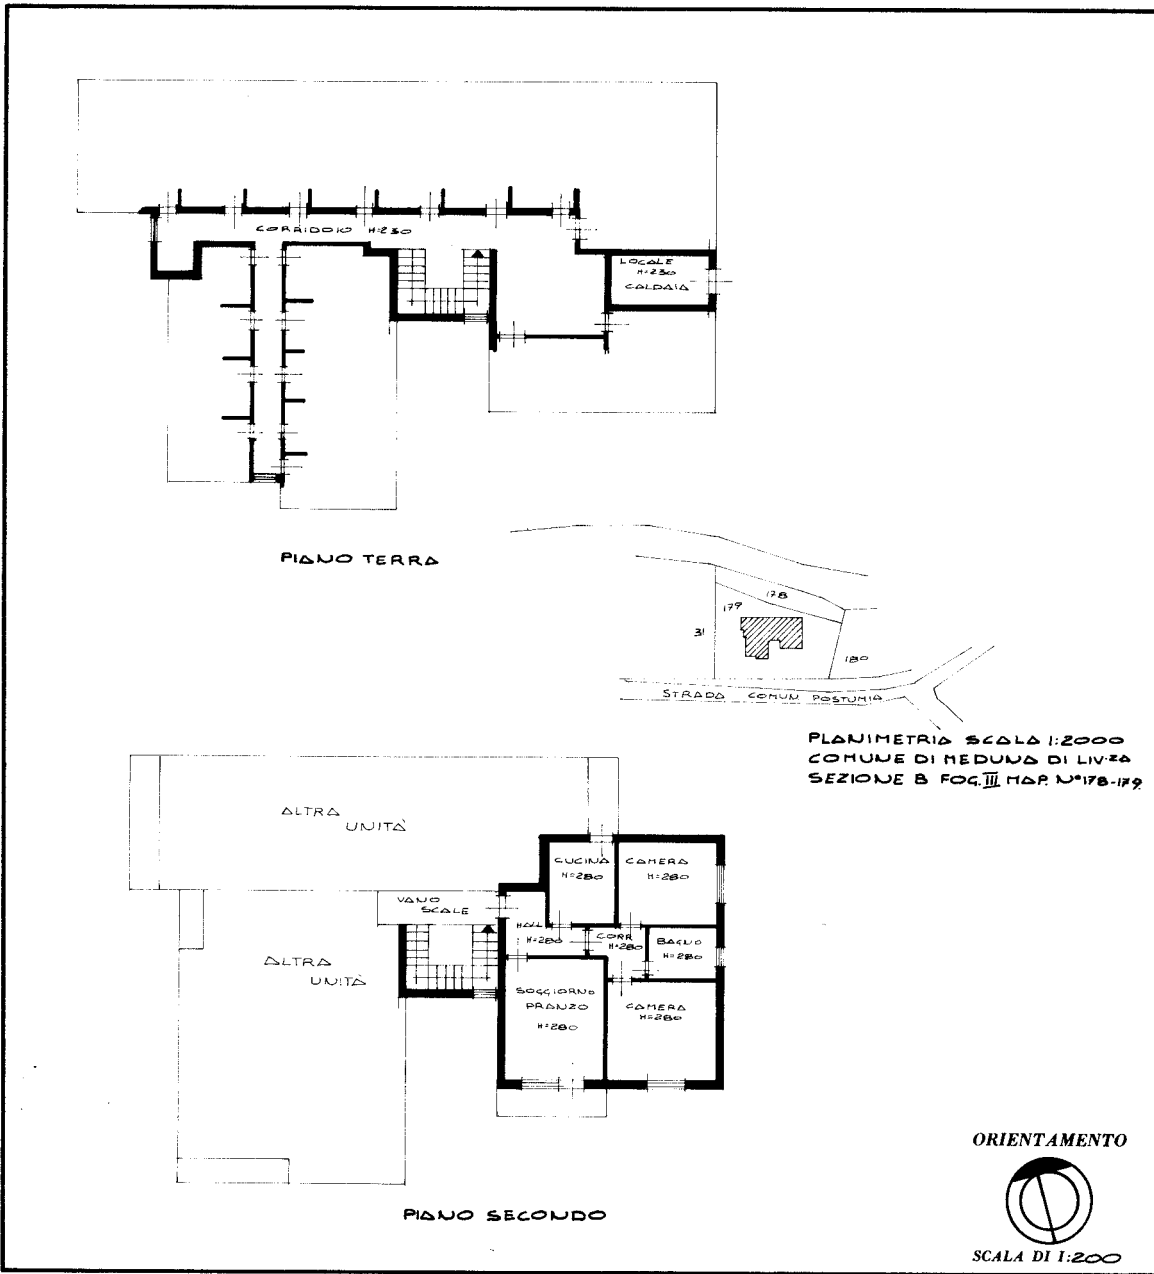 CORRIDOIO H=230
LOCALE
H=230
CALDAIA
PIANO TERRA
178
179
31
180
STRADA COMUN. POSTUMIA
PLANIMETRIA SCALA 1:2000
COMUNE DI MEDUNA DI LIV·ZA
SEZIONE B FOG. III MAP. N° 178-179
ALTRA
UNITÀ
CUCINA
H=280
CAMERA
H=280
VANO
SCALE
HALL
H=280
CORR
H=280
BAGNO
H=280
ALTRA
UNITÀ
SOGGIORNO
PRANZO
H=280
CAMERA
H=280
PIANO SECONDO
ORIENTAMENTO
SCALA DI 1:200